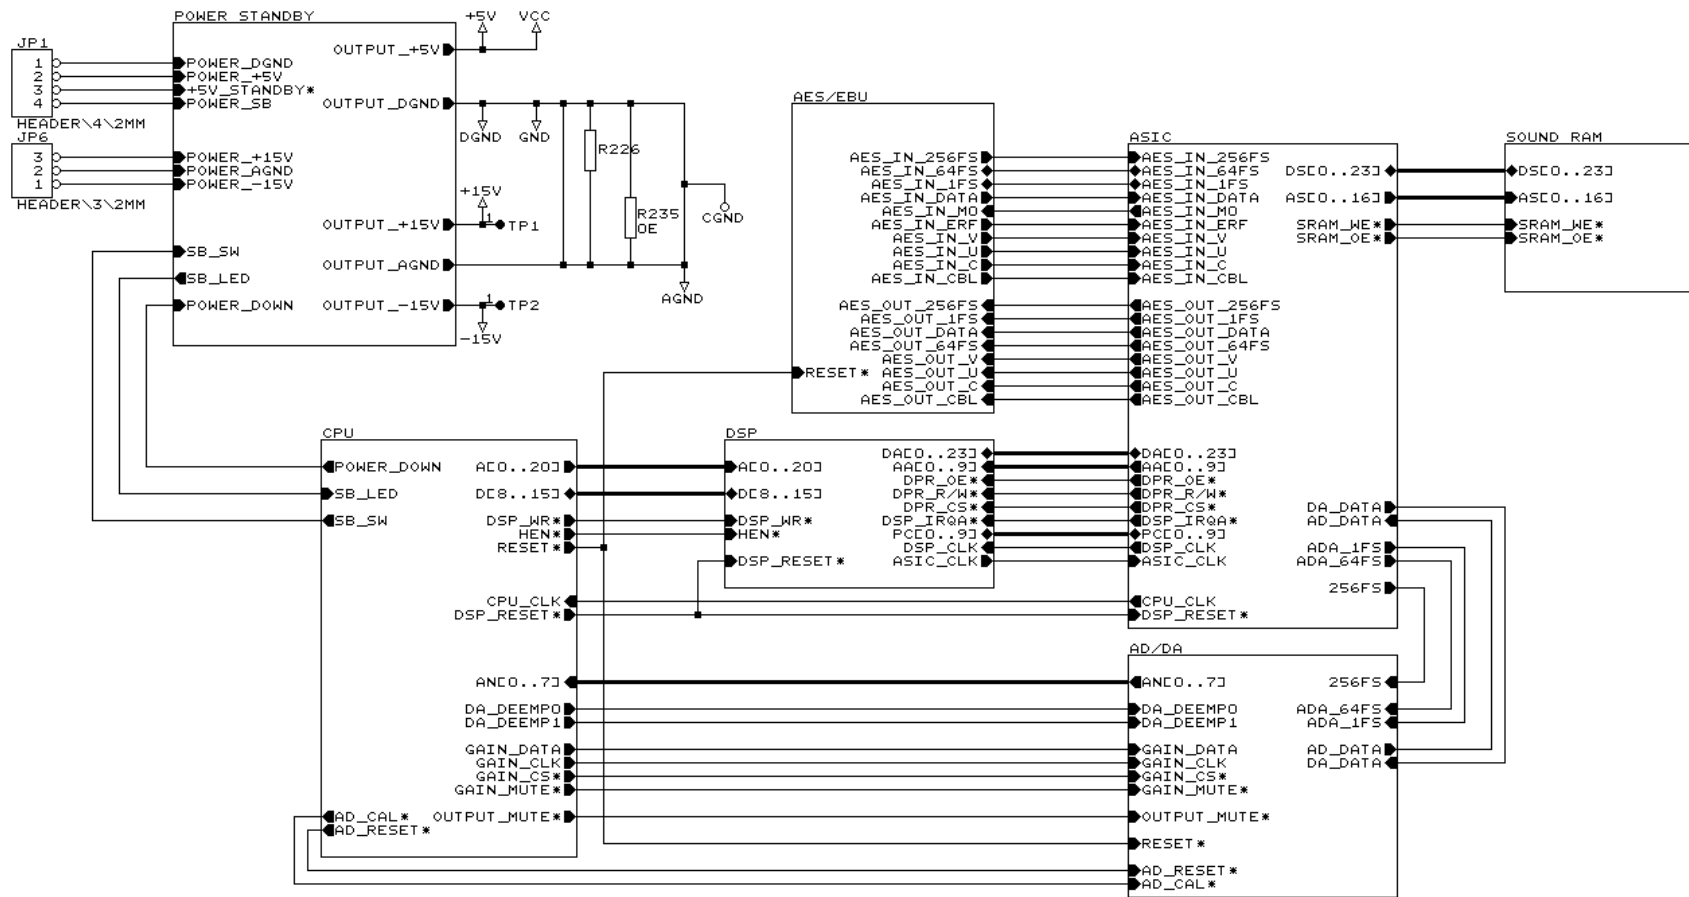 POWER STANDBY
+5V
VCC
JP1
1
2
3
4
HEADER\4\2MM
JP6
3
2
1
HEADER\3\2MM
POWER_DGND
POWER_+5V
+5V_STANDBY*
POWER_SB
POWER_+15V
POWER_AGND
POWER_-15V
SB_SW
SB_LED
POWER_DOWN
OUTPUT_+5V
OUTPUT_DGND
OUTPUT_+15V
OUTPUT_AGND
OUTPUT_-15V
DGND
GND
R226
R235
0E
CGND
+15V
1
TP1
AGND
1
TP2
-15V
AES/EBU
AES_IN_256FS
AES_IN_64FS
AES_IN_1FS
AES_IN_DATA
AES_IN_M0
AES_IN_ERF
AES_IN_V
AES_IN_U
AES_IN_C
AES_IN_CBL
AES_OUT_256FS
AES_OUT_1FS
AES_OUT_DATA
AES_OUT_64FS
AES_OUT_V
RESET*
AES_OUT_U
AES_OUT_C
AES_OUT_CBL
ASIC
AES_IN_256FS
AES_IN_64FS
AES_IN_1FS
AES_IN_DATA
AES_IN_M0
AES_IN_ERF
AES_IN_V
AES_IN_U
AES_IN_C
AES_IN_CBL
AES_OUT_256FS
AES_OUT_1FS
AES_OUT_DATA
AES_OUT_64FS
AES_OUT_V
AES_OUT_U
AES_OUT_C
AES_OUT_CBL
DA[0..23]
AA[0..9]
DPR_OE*
DPR_R/W*
DPR_CS*
DSP_IRQA*
PC[0..9]
DSP_CLK
ASIC_CLK
CPU_CLK
DSP_RESET*
DS[0..23]
AS[0..16]
SRAM_WE*
SRAM_OE*
DA_DATA
AD_DATA
ADA_1FS
ADA_64FS
256FS
SOUND RAM
DS[0..23]
AS[0..16]
SRAM_WE*
SRAM_OE*
CPU
POWER_DOWN
SB_LED
SB_SW
AD_CAL*
AD_RESET*
A[0..20]
D[8..15]
DSP_WR*
HEN*
RESET*
CPU_CLK
DSP_RESET*
AN[0..7]
DA_DEEMP0
DA_DEEMP1
GAIN_DATA
GAIN_CLK
GAIN_CS*
GAIN_MUTE*
OUTPUT_MUTE*
DSP
A[0..20]
D[8..15]
DSP_WR*
HEN*
DSP_RESET*
DA[0..23]
AA[0..9]
DPR_OE*
DPR_R/W*
DPR_CS*
DSP_IRQA*
PC[0..9]
DSP_CLK
ASIC_CLK
AD/DA
AN[0..7]
DA_DEEMP0
DA_DEEMP1
GAIN_DATA
GAIN_CLK
GAIN_CS*
GAIN_MUTE*
OUTPUT_MUTE*
RESET*
AD_RESET*
AD_CAL*
256FS
ADA_64FS
ADA_1FS
AD_DATA
DA_DATA